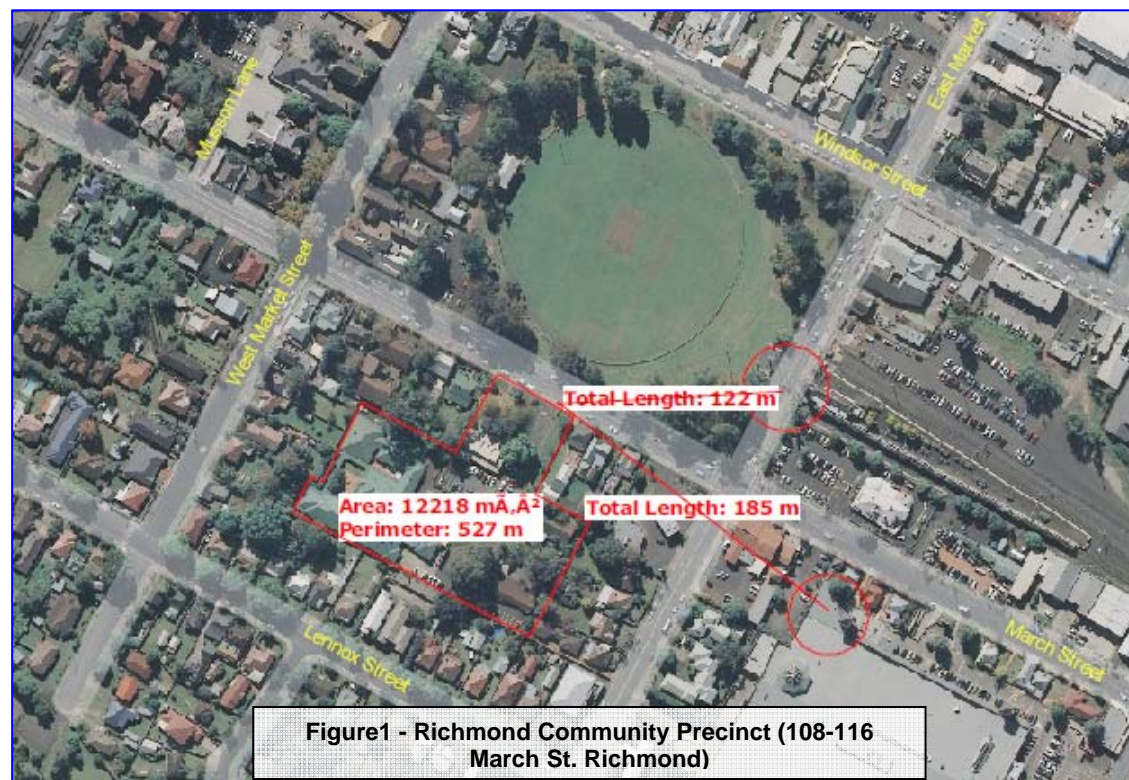 Musson Lane
East Market S
Windsor Street
West Market Street
Total Length: 122 m
Area: 12218 mÃ‚Â²
Perimeter: 527 m
Total Length: 185 m
Lennox Street
March Street
Figure1 - Richmond Community Precinct (108-116
March St. Richmond)